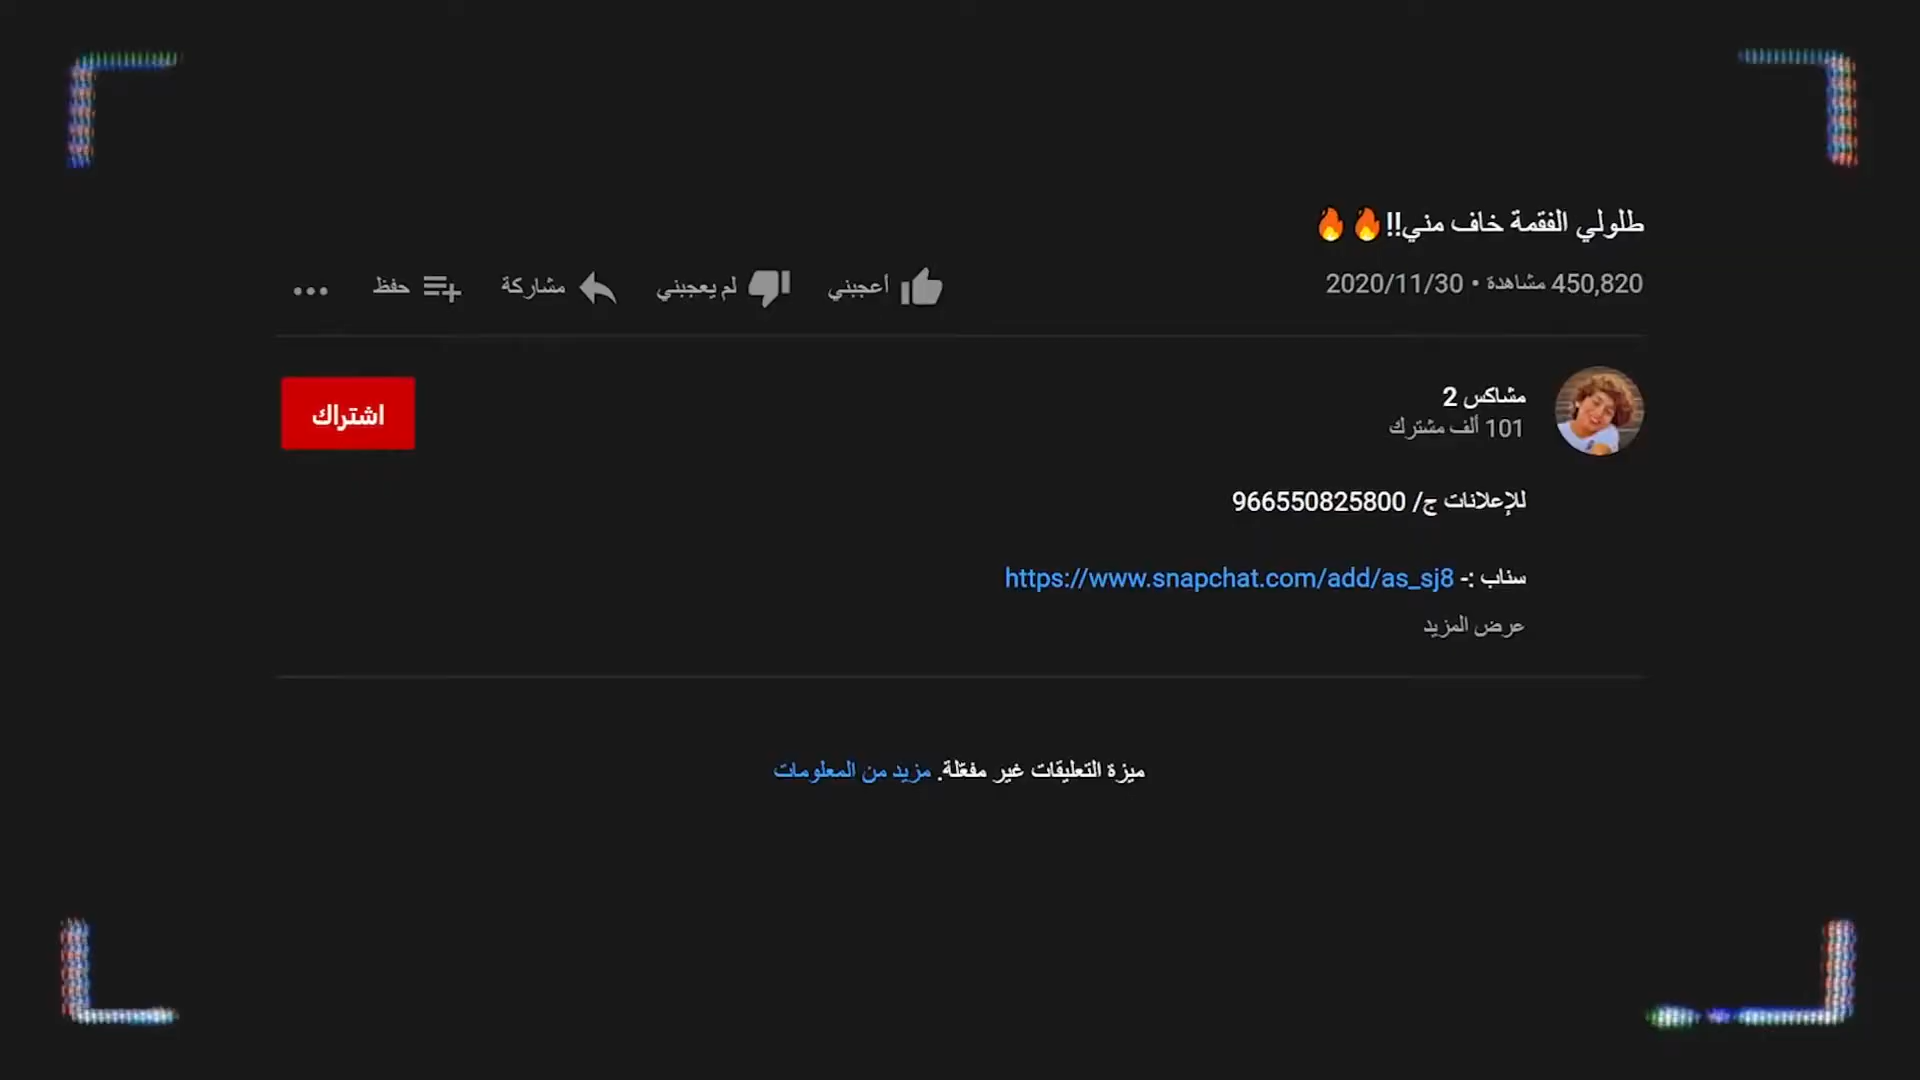 طلولي الفقمة خاف مني!!🔥🔥
450,820 مشاهدة • 2020/11/30
أعجبني
لم يعجبني
مشاركة
حفظ
مشاكس 2
101 ألف مشترك
اشتراك
للإعلانات ج/ 966550825800
سناب :- https://www.snapchat.com/add/as_sj8
عرض المزيد
ميزة التعليقات غير مفعّلة. مزيد من المعلومات